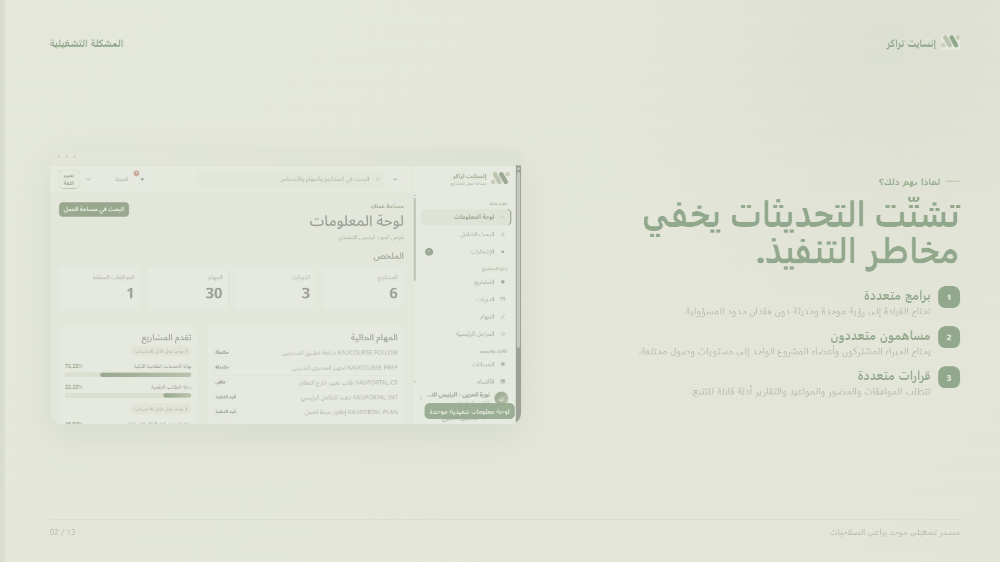 إنسايت تراكر
المشكلة التشغيلية
لماذا يهم ذلك؟
تشتّت التحديثات يخفي
مخاطر التنفيذ.
1
برامج متعددة
تحتاج القيادة إلى رؤية موحدة وحديثة دون فقدان حدود المسؤولية.
2
مساهمون متعددون
يحتاج الخبراء المشتركون وأعضاء المشروع الواحد إلى مستويات وصول مختلفة.
3
قرارات متعددة
تتطلب الموافقات والحضور والمواعيد والتقارير أدلة قابلة للتتبع.
إنسايت تراكر
مساحة عمل المشاريع
نظرة عامة
لوحة المعلومات
البحث الشامل
الإشعارات 1
إدارة المشاريع
المشاريع
الدورات
المهام
المراحل الرئيسية
الأفراد والحضور
الحسابات
الأقسام
ن
نورة الحربي - الرئيس التـ...
لوحة معلومات تنفيذية موحدة
البحث في المشاريع والمهام والأشخاص
1
العربيّة
تغيير
اللغة
مساحة عملك
لوحة المعلومات
عرض الدور: الرئيس التنفيذي
البحث في مساحة العمل
الملخص
المشاريع
6
الدورات
3
المهام
30
الموافقات المعلقة
1
المهام الحالية
KAUCOURSE-FOLLOW متابعة تطبيق المتدربين مكتملة
KAUCOURSE-PREP تجهيز المحتوى التدريبي مكتملة
KAUPORTAL-CR طلب تغيير خارج النطاق ملغى
KAUPORTAL-INT تنفيذ التكامل الرئيسي قيد التنفيذ
KAUPORTAL-PLAN إطلاق حزمة العمل قيد التنفيذ
تقدم المشاريع
لا يوجد عمل قابل للاحتساب
بوابة الخدمات الطلابية الذكية 72,22%
رحلة الطالب الرقمية 22,22%
لا يوجد عمل قابل للاحتساب
16,67%
مصدر تشغيلي موحد يراعي الصلاحيات
02 / 13